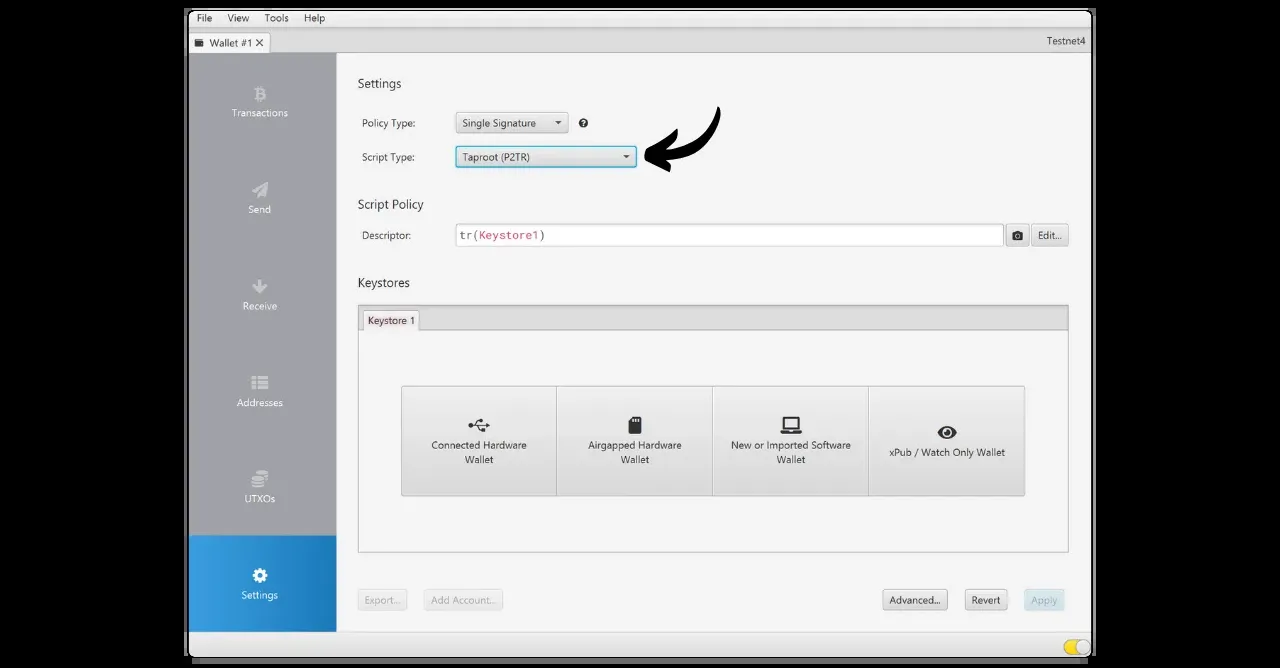 File View Tools Help
Wallet #1
Testnet4
Transactions
Send
Receive
Addresses
UTXOs
Settings
Settings
Policy Type: Single Signature
Script Type: Taproot (P2TR)
Script Policy
Descriptor: tr(Keystore1) Edit...
Keystores
Keystore 1
Connected Hardware
Wallet
Airgapped Hardware
Wallet
New or Imported Software
Wallet
xPub / Watch Only Wallet
Export... Add Account... Advanced... Revert Apply